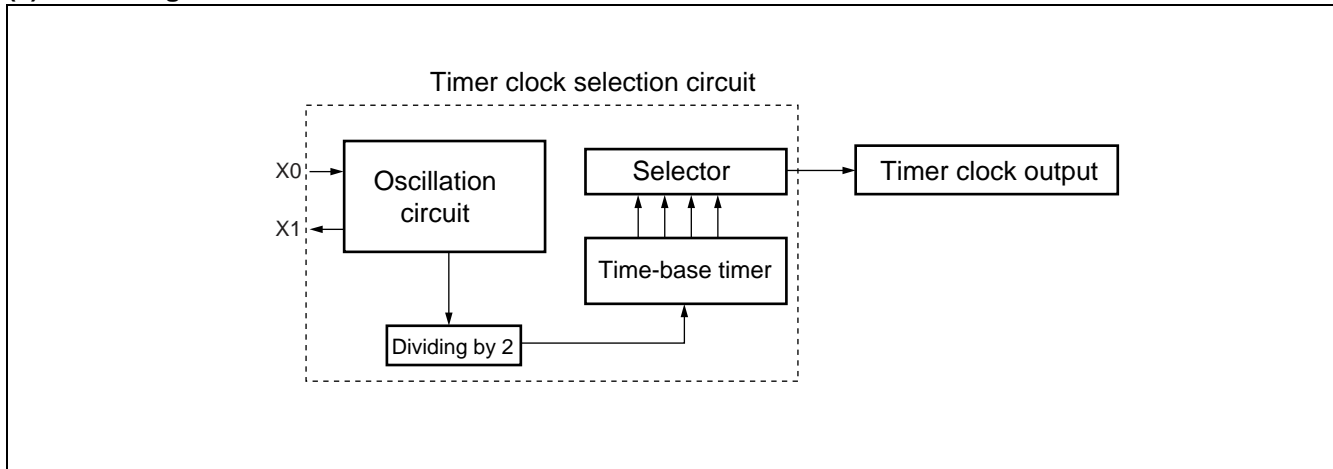 Timer clock selection circuit
X0
X1
Oscillation
circuit
Selector
Timer clock output
Time-base timer
Dividing by 2